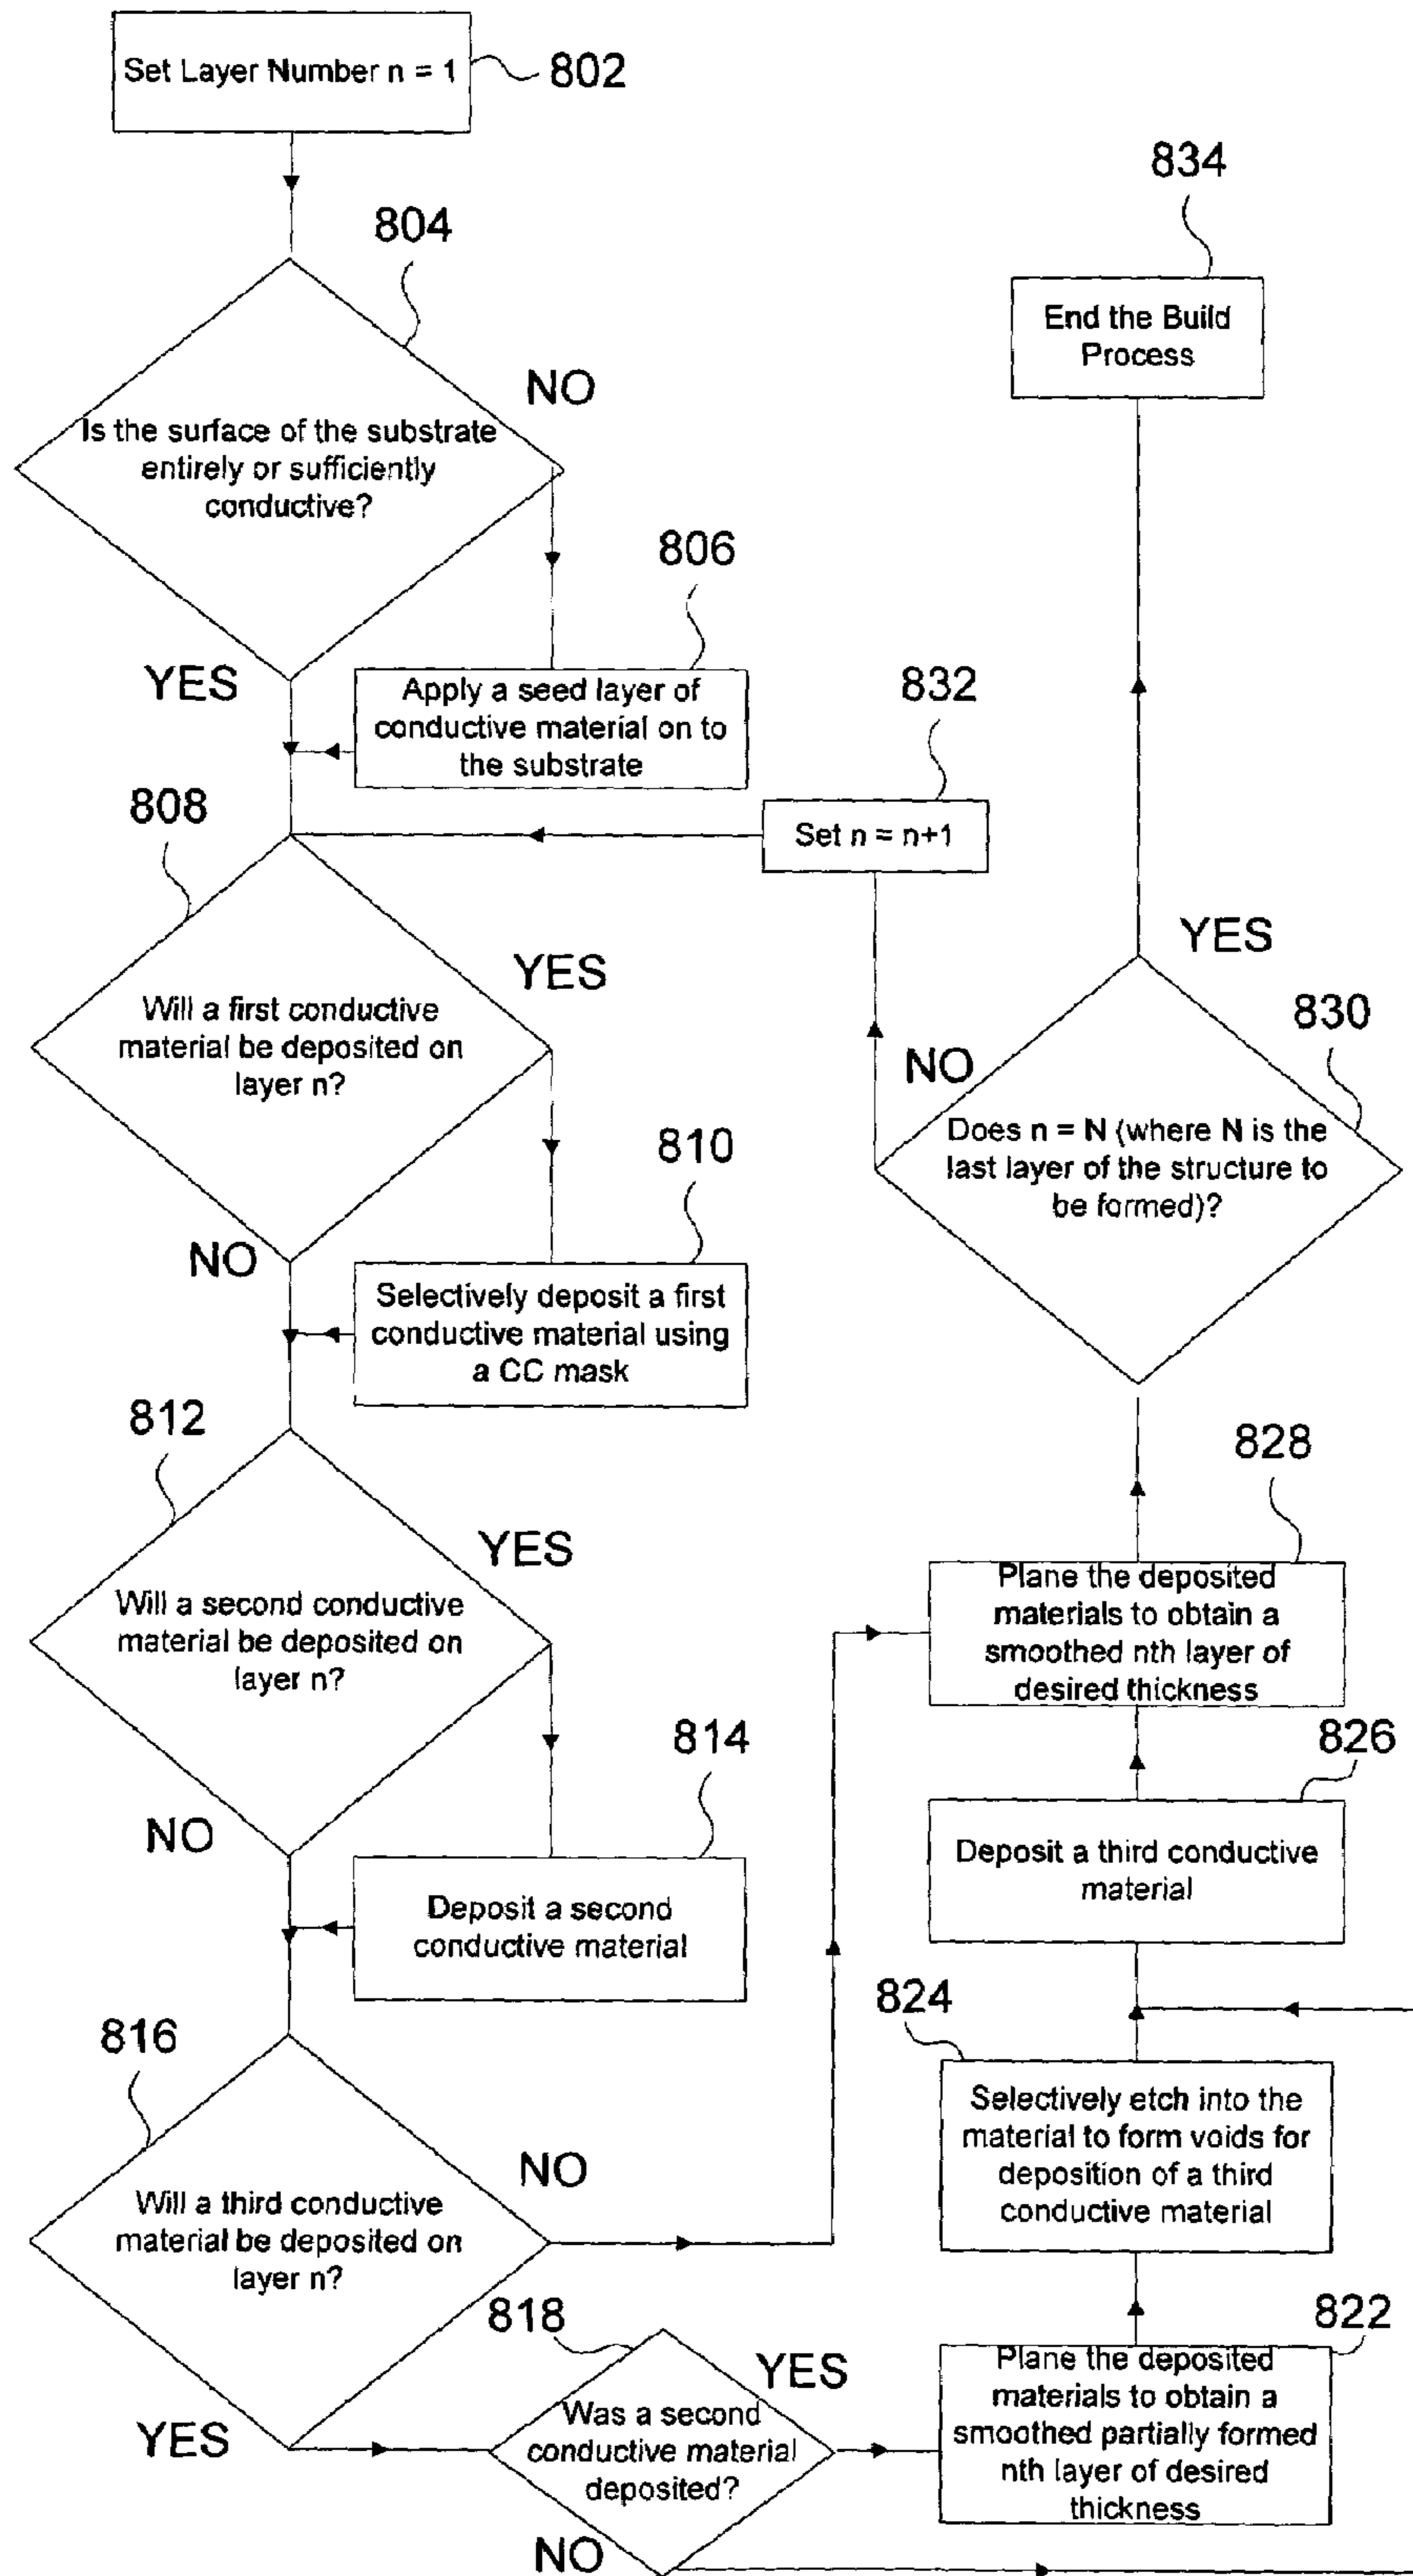 Set Layer Number n = 1
802
804
Is the surface of the substrate
entirely or sufficiently
conductive?
NO
YES
806
Apply a seed layer of
conductive material on to
the substrate
808
Will a first conductive
material be deposited on
layer n?
YES
NO
810
Selectively deposit a first
conductive material using
a CC mask
812
Will a second conductive
material be deposited on
layer n?
YES
NO
814
Deposit a second
conductive material
816
Will a third conductive
material be deposited on
layer n?
NO
YES
818
Was a second
conductive material
deposited?
YES
NO
822
Plane the deposited
materials to obtain a
smoothed partially formed
nth layer of desired
thickness
824
Selectively etch into the
material to form voids for
deposition of a third
conductive material
826
Deposit a third conductive
material
828
Plane the deposited
materials to obtain a
smoothed nth layer of
desired thickness
830
Does n = N (where N is the
last layer of the structure to
be formed)?
NO
YES
832
Set n = n+1
834
End the Build
Process